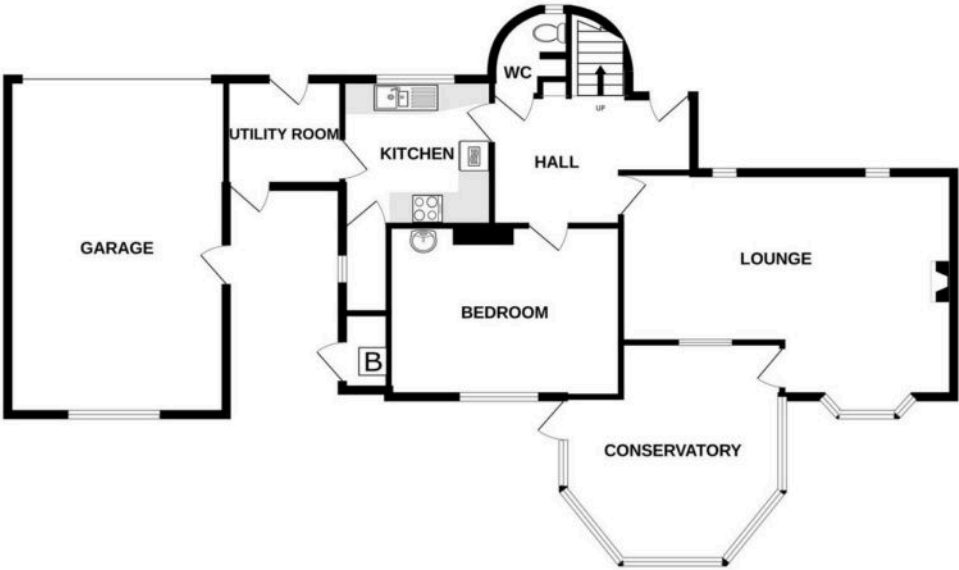 WC
UP
UTILITY ROOM
KITCHEN
HALL
GARAGE
LOUNGE
BEDROOM
B
CONSERVATORY